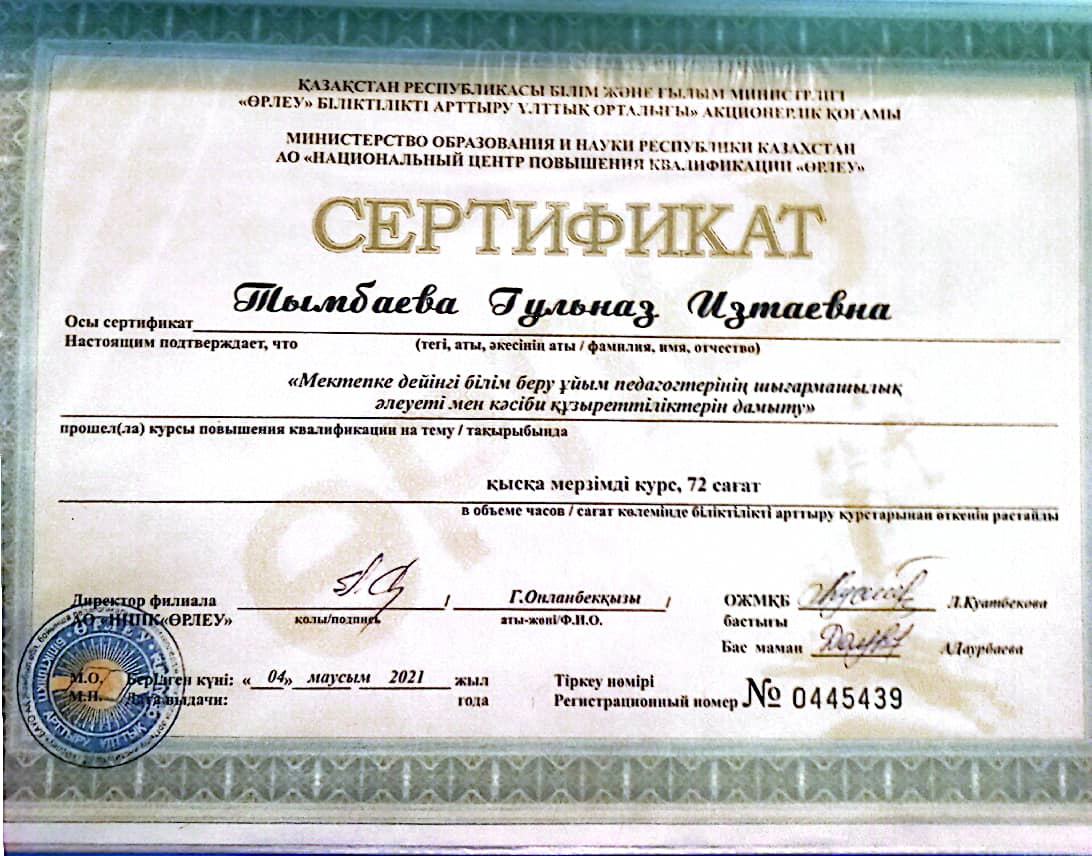 ҚАЗАҚСТАН РЕСПУБЛИКАСЫ БІЛІМ ЖӘНЕ ҒЫЛЫМ МИНИСТРЛІГІ
«ӨРЛЕУ» БІЛІКТІЛІКТІ АРТТЫРУ ҰЛТТЫҚ ОРТАЛЫҒЫ» АКЦИОНЕРЛІК ҚОҒАМЫ
МИНИСТЕРСТВО ОБРАЗОВАНИЯ И НАУКИ РЕСПУБЛИКИ КАЗАХСТАН
АО «НАЦИОНАЛЬНЫЙ ЦЕНТР ПОВЫШЕНИЯ КВАЛИФИКАЦИИ «ӨРЛЕУ»
СЕРТИФИКАТ
Тымбаева Гульназ Изтаевна
Осы сертификат
Настоящим подтверждает, что (тегі, аты, әкесінің аты / фамилия, имя, отчество)
«Мектепке дейінгі білім беру ұйым педагогтерінің шығармашылық
әлеуеті мен кәсіби құзыреттіліктерін дамыту»
прошел(ла) курсы повышения квалификации на тему / тақырыбында
қысқа мерзімді курс, 72 сағат
в объеме часов / сағат көлемінде біліктілікті арттыру курстарынан өткенін растайды
Директор филиала / Г.Онланбекқызы / ОЖМКБ Л.Куатбекова
АО «НЦПК«ӨРЛЕУ» қолы/подпись аты-жөні/Ф.И.О. бастығы
Бас маман А.Даурбаева
М.О. Берілген күні: «04» маусым 2021 жыл Тіркеу нөмірі
М.П. Дата выдачи: года Регистрационный номер № 0445439